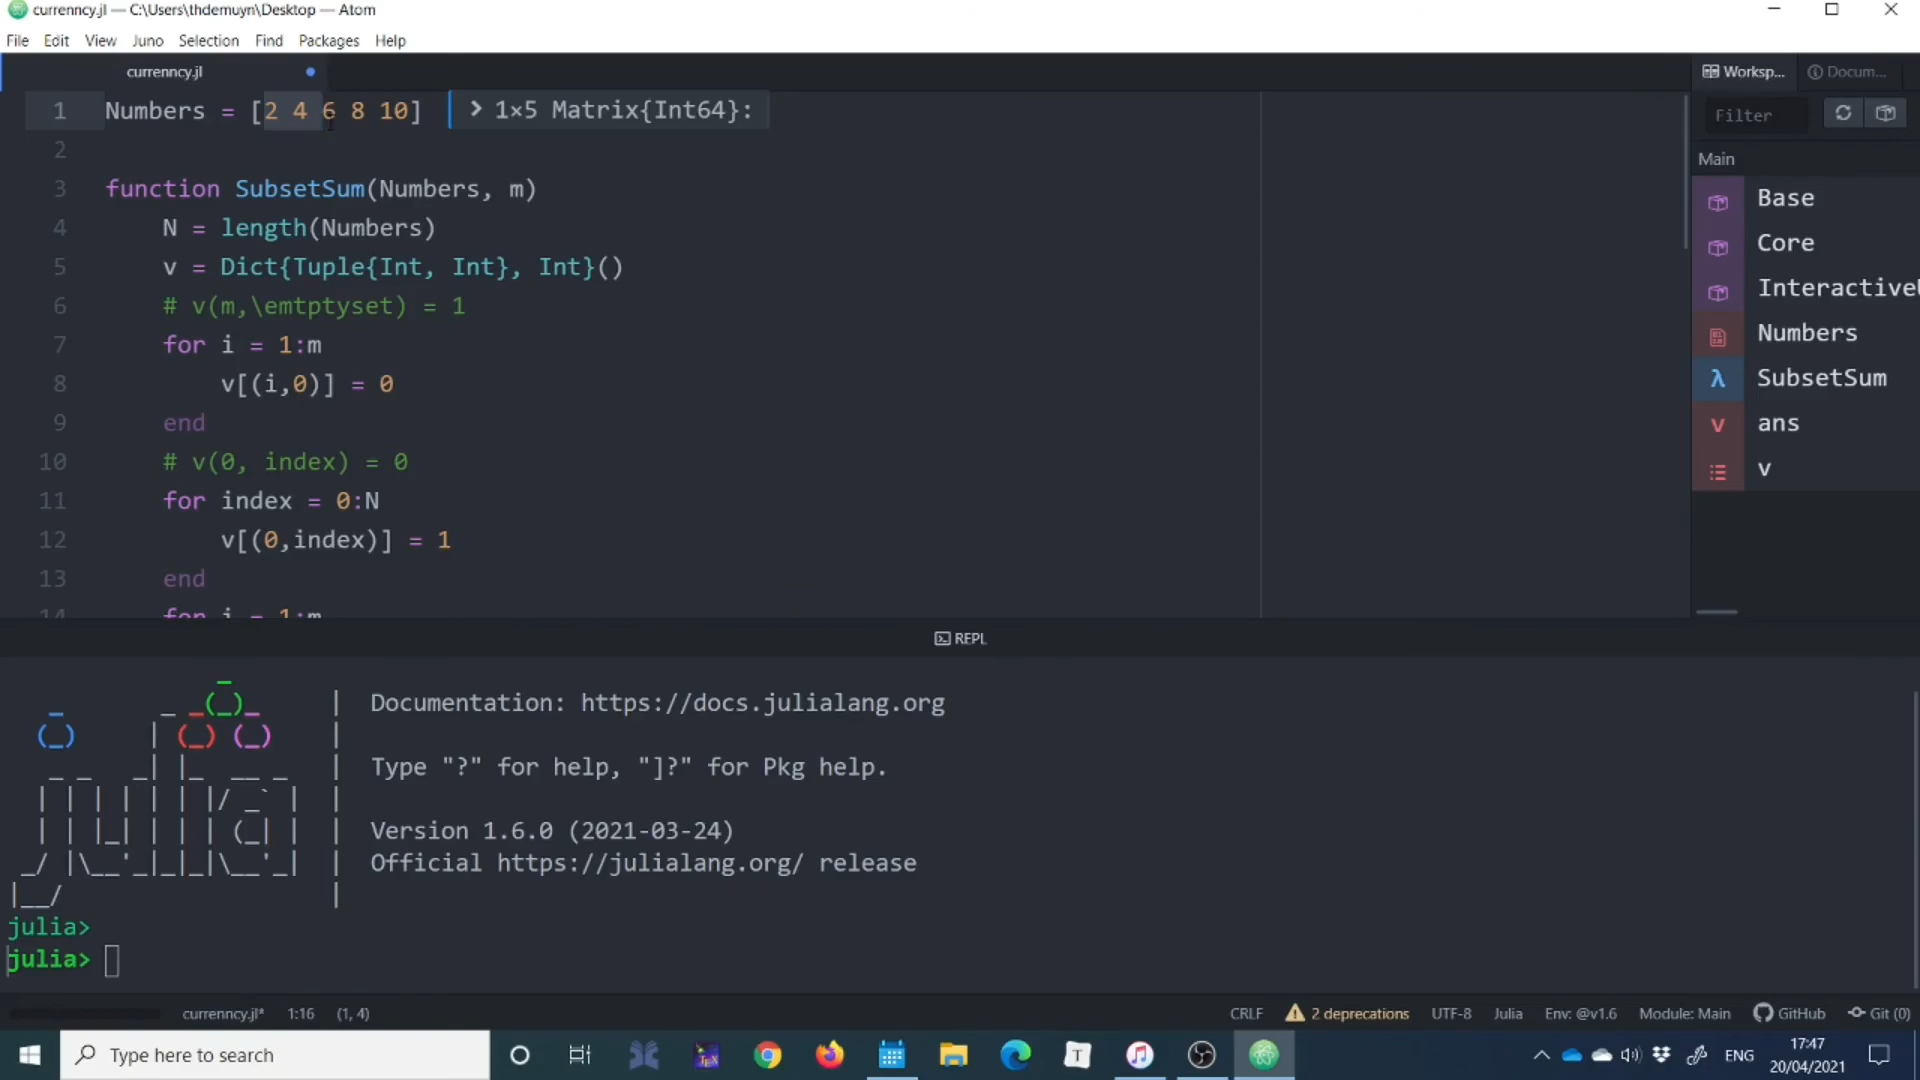 currenncy.jl — C:\Users\thdemuyn\Desktop — Atom
File Edit View Juno Selection Find Packages Help
currenncy.jl
Worksp... Docum...
1 Numbers = [2 4 6 8 10] > 1×5 Matrix{Int64}:
2
3 function SubsetSum(Numbers, m)
4 N = length(Numbers)
5 v = Dict{Tuple{Int, Int}, Int}()
6 # v(m,\emtptyset) = 1
7 for i = 1:m
8 v[(i,0)] = 0
9 end
10 # v(0, index) = 0
11 for index = 0:N
12 v[(0,index)] = 1
13 end
14 for i = 1:m
Filter
Main
Base
Core
InteractiveU
Numbers
λ SubsetSum
v ans
v
REPL
Documentation: https://docs.julialang.org
Type "?" for help, "]?" for Pkg help.
Version 1.6.0 (2021-03-24)
Official https://julialang.org/ release
julia>
julia>
currenncy.jl* 1:16 (1, 4)
CRLF 2 deprecations UTF-8 Julia Env: @v1.6 Module: Main GitHub Git (0)
Type here to search
T
ENG
17:47
20/04/2021